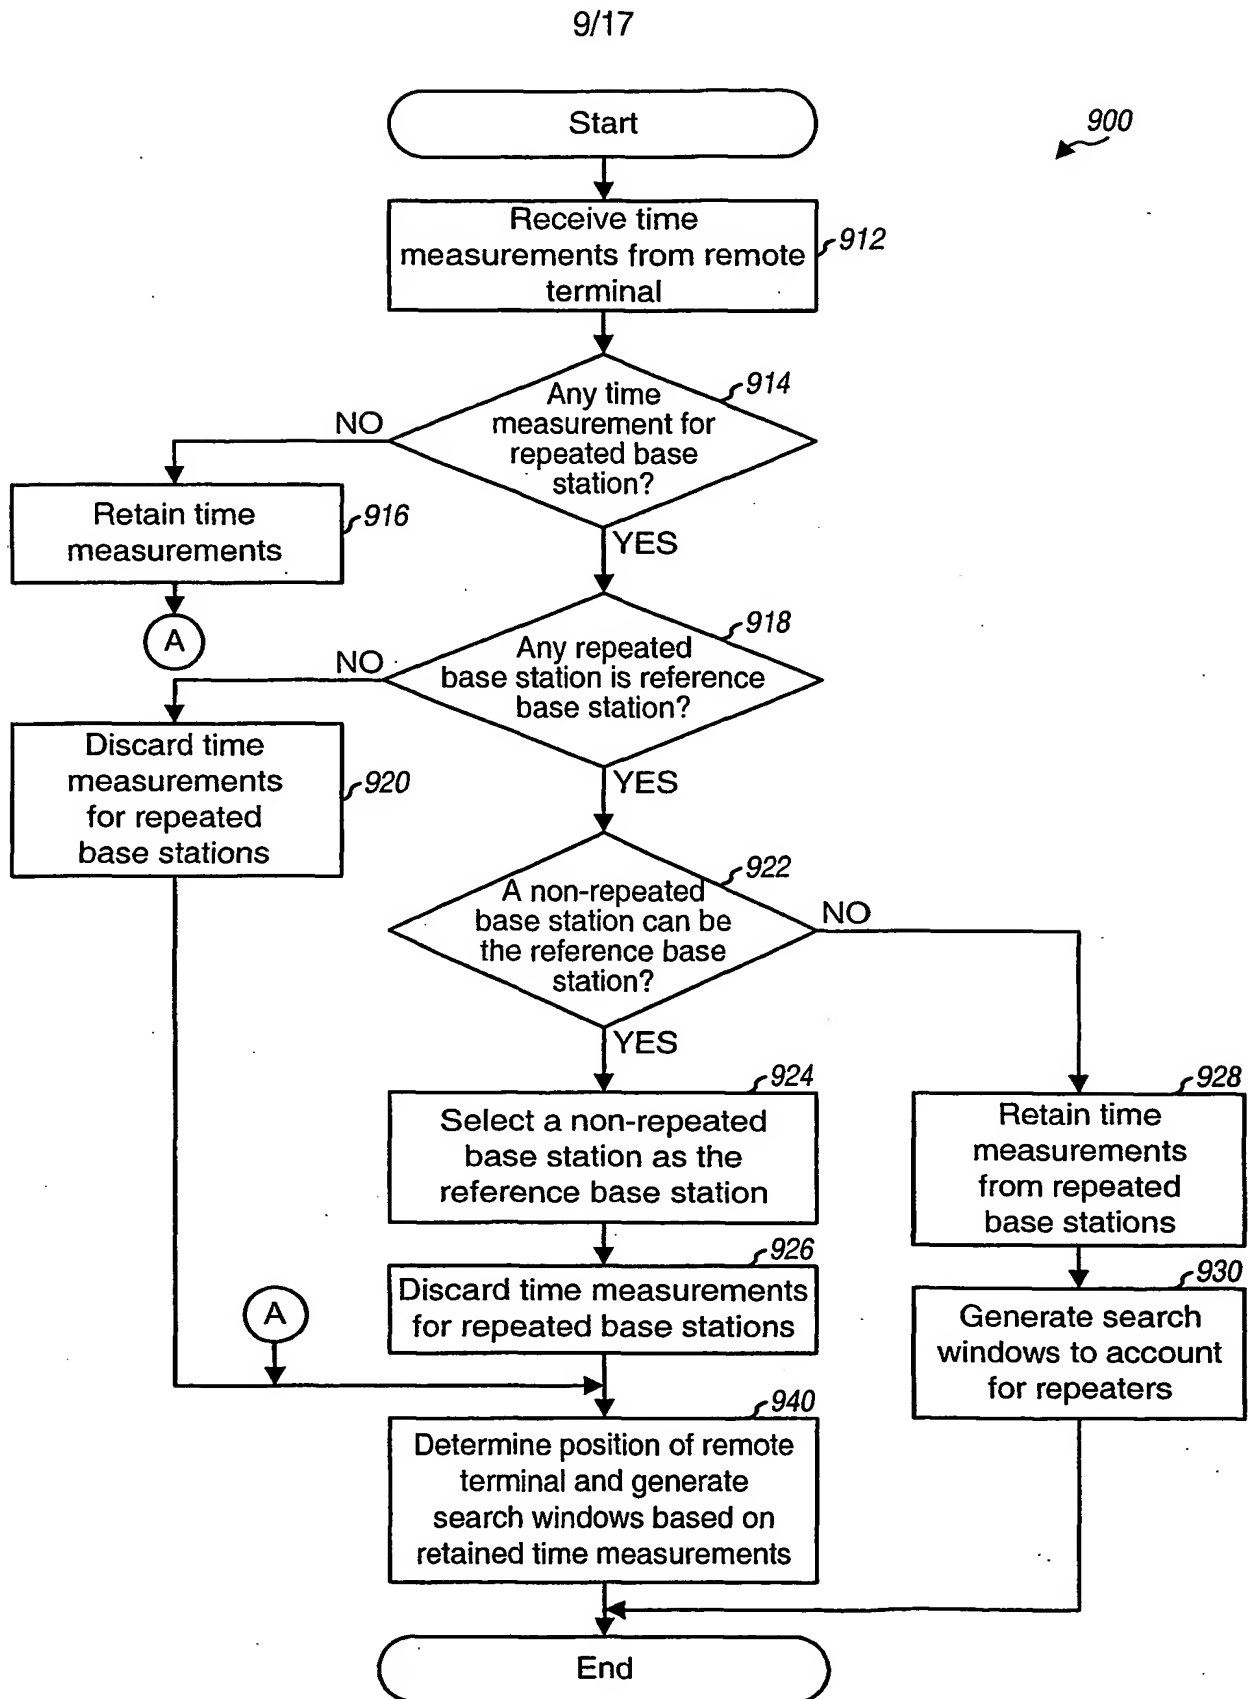 9/17
Start
900
Receive time
measurements from remote
terminal
912
Any time
measurement for
repeated base
station?
914
NO
YES
Retain time
measurements
916
A
Any repeated
base station is reference
base station?
918
NO
YES
Discard time
measurements
for repeated
base stations
920
A non-repeated
base station can be
the reference base
station?
922
NO
YES
Select a non-repeated
base station as the
reference base station
924
Retain time
measurements
from repeated
base stations
928
Discard time measurements
for repeated base stations
926
Generate search
windows to account
for repeaters
930
A
Determine position of remote
terminal and generate
search windows based on
retained time measurements
940
End